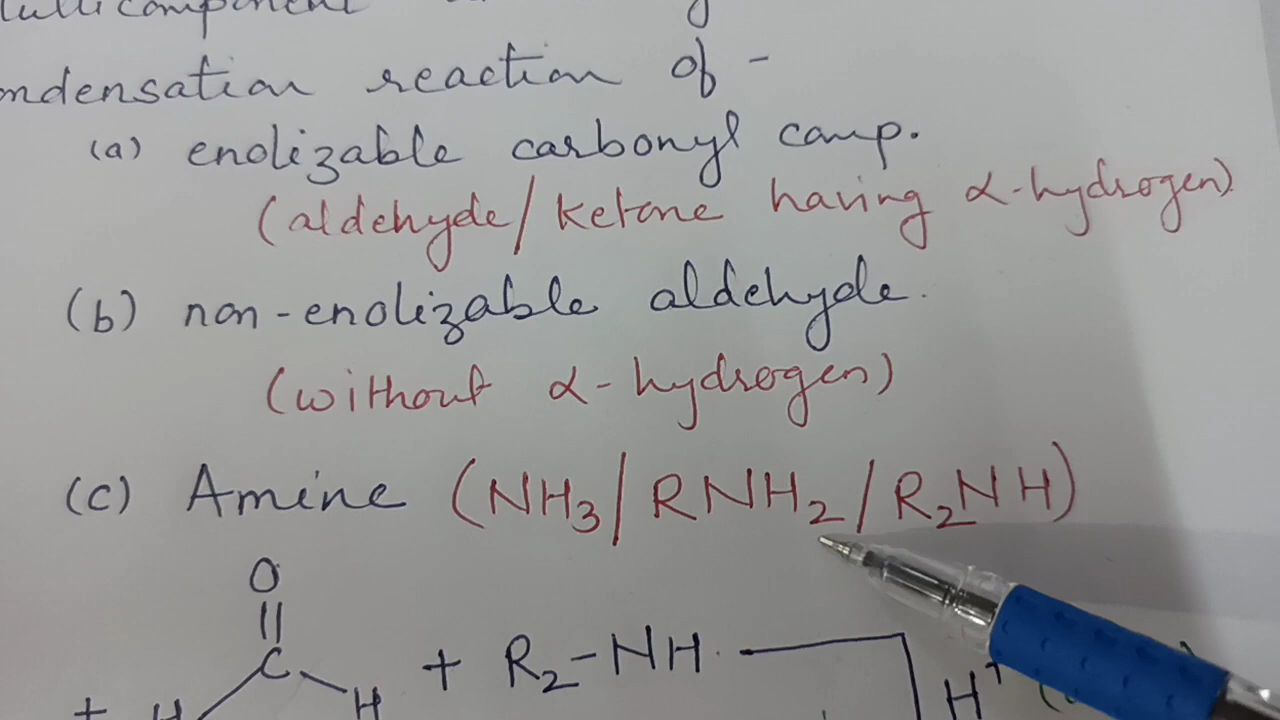 ndensation reaction of -
(a) enolizable carbonyl comp.
(aldehyde/ketone having α-hydrogen)
(b) non-enolizable aldehyde.
(without α-hydrogen)
(c) Amine (NH3/RNH2/R2NH)
O
C
+ R2-NH
+ H H
H+